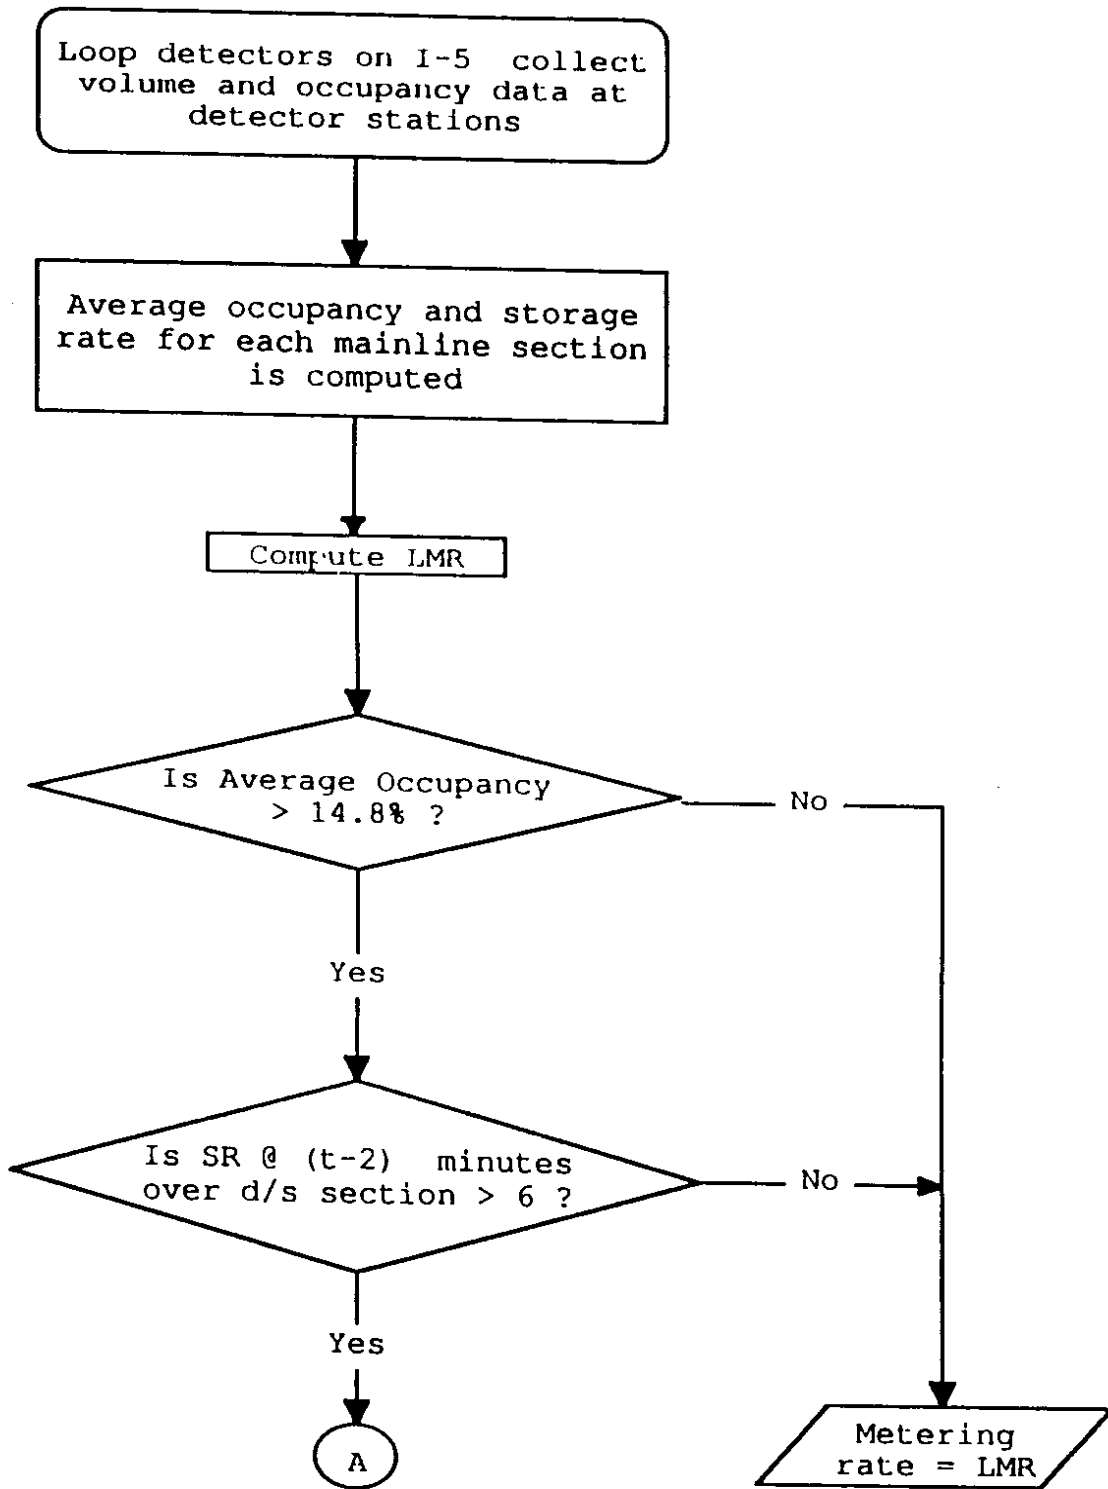 Loop detectors on I-5 collect
volume and occupancy data at
detector stations
Average occupancy and storage
rate for each mainline section
is computed
Compute LMR
Is Average Occupancy
> 14.8% ?
No
Yes
Is SR @ (t-2) minutes
over d/s section > 6 ?
No
Yes
A
Metering
rate = LMR